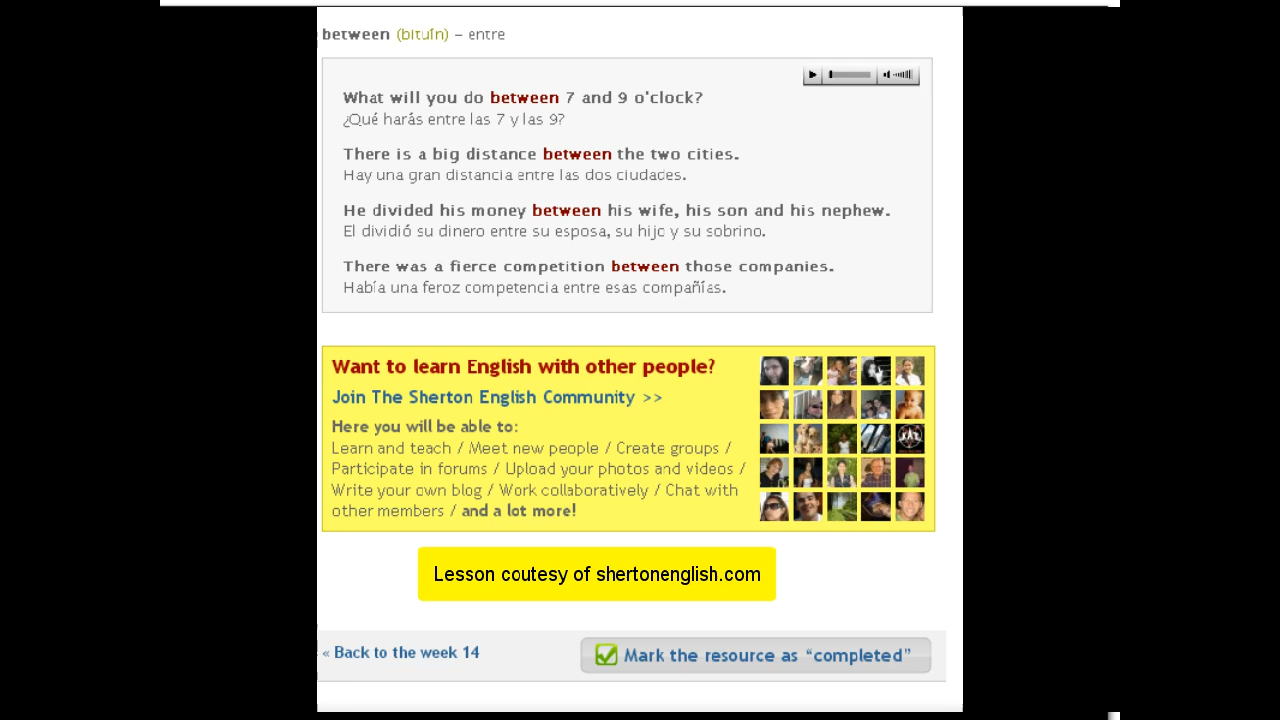 between (bituín) – entre
What will you do between 7 and 9 o'clock?
¿Qué harás entre las 7 y las 9?
There is a big distance between the two cities.
Hay una gran distancia entre las dos ciudades.
He divided his money between his wife, his son and his nephew.
El dividió su dinero entre su esposa, su hijo y su sobrino.
There was a fierce competition between those companies.
Había una feroz competencia entre esas compañías.
Want to learn English with other people?
Join The Sherton English Community >>
Here you will be able to:
Learn and teach / Meet new people / Create groups /
Participate in forums / Upload your photos and videos /
Write your own blog / Work collaboratively / Chat with
other members / and a lot more!
Lesson coutesy of shertonenglish.com
« Back to the week 14
Mark the resource as “completed”